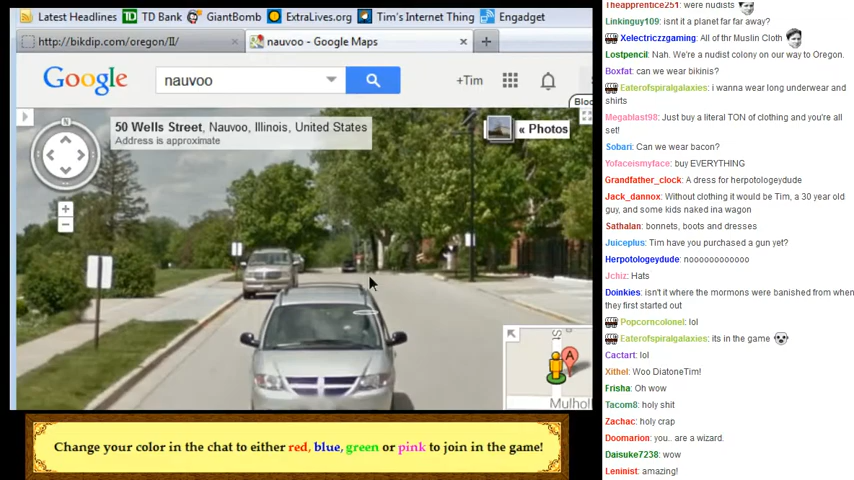 Latest Headlines TD TD Bank GiantBomb ExtraLives.org Tim's Internet Thing Engadget
http://bikdip.com/oregon/II/ × nauvoo - Google Maps × +
Google nauvoo +Tim
50 Wells Street, Nauvoo, Illinois, United States
Address is approximate
« Photos
N
+
−
A
Mulhol
Change your color in the chat to either red, blue, green or pink to join in the game!
Theapprentice251: were nudists
Linkinguy109: isnt it a planet far far away?
Xelectriczzgaming: All of thr Muslin Cloth
Lostpencil: Nah. We're a nudist colony on our way to Oregon.
Boxfat: can we wear bikinis?
Eaterofspiralgalaxies: i wanna wear long underwear and
shirts
Megablast98: Just buy a literal TON of clothing and you're all
set!
Sobari: Can we wear bacon?
Yofaceismyface: buy EVERYTHING
Grandfather_clock: A dress for herpotologeydude
Jack_dannox: Without clothing it would be Tim, a 30 year old
guy, and some kids naked ina wagon
Sathalan: bonnets, boots and dresses
Juiceplus: Tim have you purchased a gun yet?
Herpotologeydude: noooooooooooo
Jchiz: Hats
Doinkies: isn't it where the mormons were banished from when
they first started out
Popcorncolonel: lol
Eaterofspiralgalaxies: its in the game
Cactart: lol
Xithel: Woo DiatoneTim!
Frisha: Oh wow
Tacom8: holy shit
Zachac: holy crap
Doomarion: you.. are a wizard.
Daisuke7238: wow
Leninist: amazing!